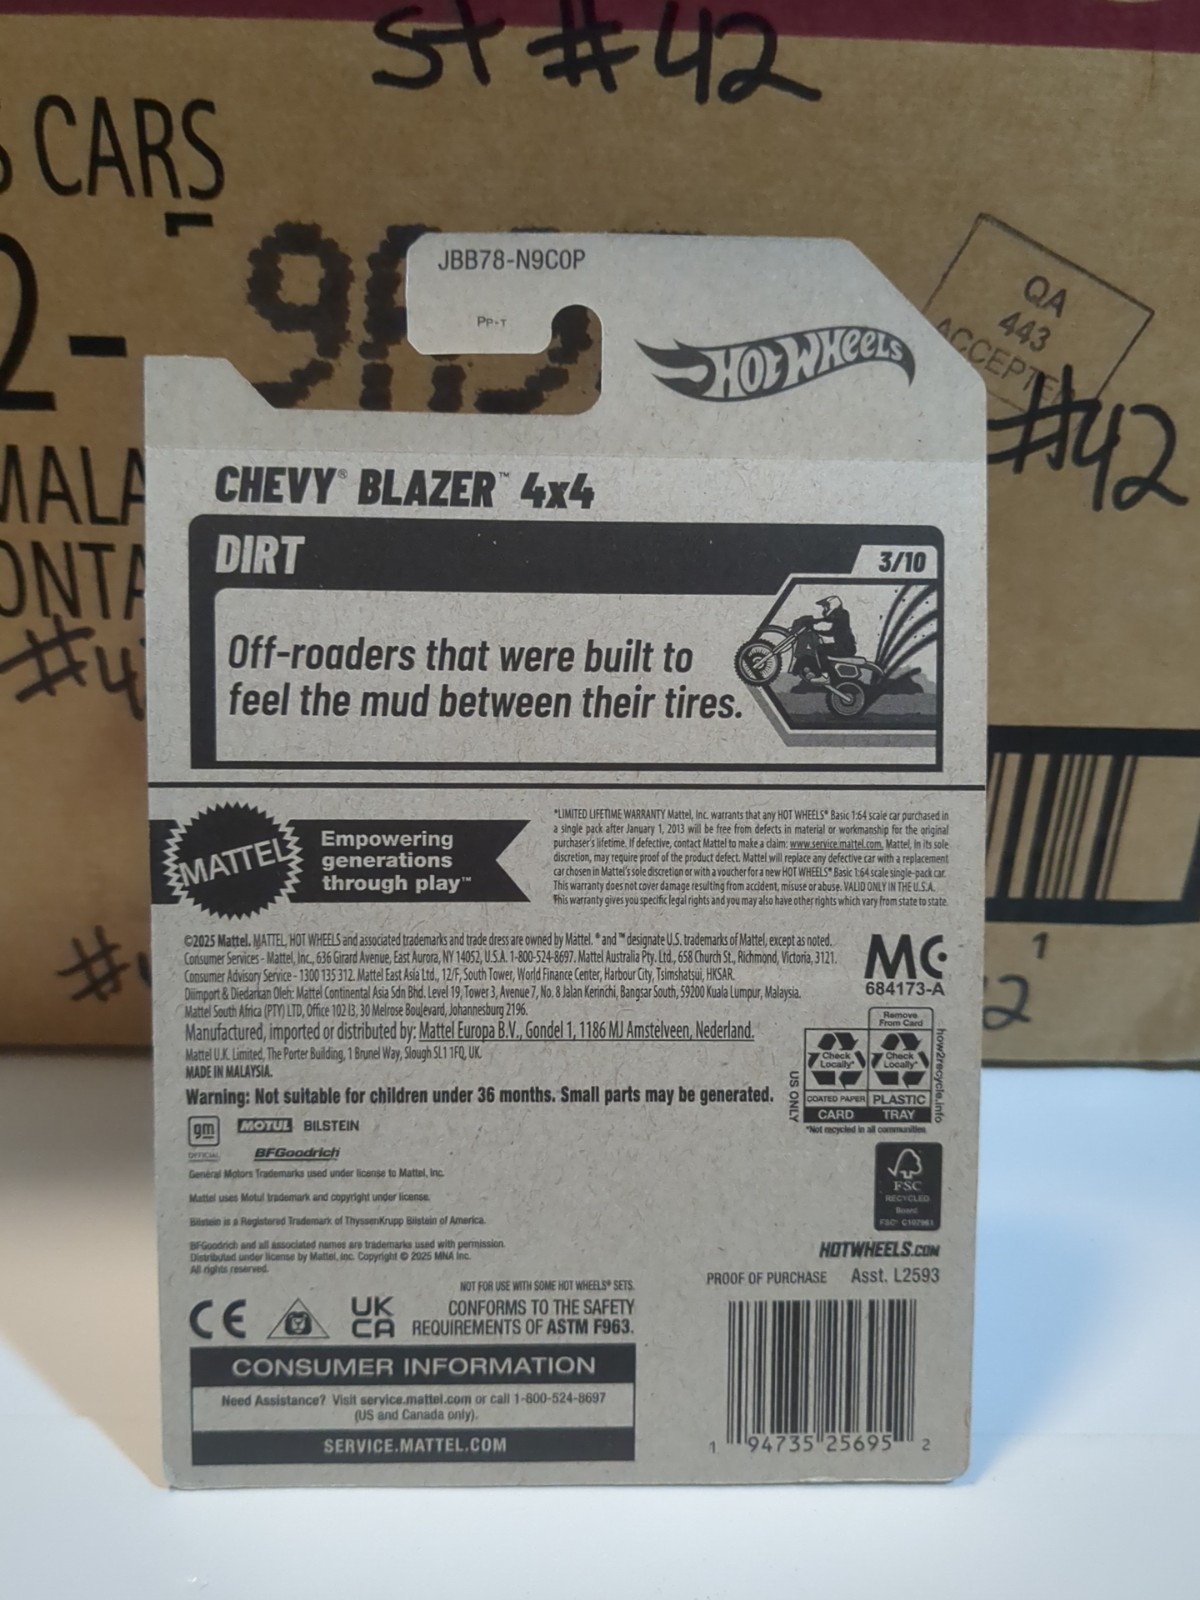 St #42
CARS
JBB78-N9C0P
PP-T
HOT WHEELS
QA
443
ACCEPTE
#42
CHEVY® BLAZER™ 4x4
DIRT
3/10
Off-roaders that were built to
feel the mud between their tires.
MATTEL
Empowering
generations
through play™
*LIMITED LIFETIME WARRANTY Mattel, Inc. warrants that any HOT WHEELS® Basic 1:64 scale car purchased in
a single pack after January 1, 2013 will be free from defects in material or workmanship for the original
purchaser's lifetime. If defective, contact Mattel to make a claim: www.service.mattel.com. Mattel, in its sole
discretion, may require proof of the product defect. Mattel will replace any defective car with a replacement
car chosen in Mattel's sole discretion or with a voucher for a new HOT WHEELS® Basic 1:64 scale single-pack car.
This warranty does not cover damage resulting from accident, misuse or abuse. VALID ONLY IN THE U.S.A.
This warranty gives you specific legal rights and you may also have other rights which vary from state to state.
©2025 Mattel. MATTEL, HOT WHEELS and associated trademarks and trade dress are owned by Mattel. ® and ™ designate U.S. trademarks of Mattel, except as noted.
Consumer Services - Mattel, Inc., 636 Girard Avenue, East Aurora, NY 14052, U.S.A. 1-800-524-8697. Mattel Australia Pty. Ltd., 658 Church St., Richmond, Victoria, 3121.
Consumer Advisory Service - 1300 135 312. Mattel East Asia Ltd., 12/F, South Tower, World Finance Center, Harbour City, Tsimshatsui, HKSAR.
Diimport & Diedarkan Oleh: Mattel Continental Asia Sdn Bhd. Level 19, Tower 3, Avenue 7, No. 8 Jalan Kerinchi, Bangsar South, 59200 Kuala Lumpur, Malaysia.
Mattel South Africa (PTY) LTD, Office 102 I3, 30 Melrose Boulevard, Johannesburg 2196.
Manufactured, imported or distributed by: Mattel Europa B.V., Gondel 1, 1186 MJ Amstelveen, Nederland.
Mattel U.K. Limited, The Porter Building, 1 Brunel Way, Slough SL1 1FQ, UK.
MADE IN MALAYSIA.
Warning: Not suitable for children under 36 months. Small parts may be generated.
MC
684173-A
Remove
From Card
Check Locally*
Check Locally*
COATED PAPER
PLASTIC
CARD
TRAY
US ONLY
how2recycle.info
*Not recycled in all communities
gm
OFFICIAL
MOTUL
BILSTEIN
BFGoodrich
General Motors Trademarks used under license to Mattel, Inc.
Mattel uses Motul trademark and copyright under license.
Bilstein is a Registered Trademark of ThyssenKrupp Bilstein of America.
BFGoodrich and all associated names are trademarks used with permission.
Distributed under license by Mattel, Inc. Copyright © 2025 MNA Inc.
All rights reserved.
FSC
RECYCLED
Board
FSC® C107961
HOTWHEELS.COM
PROOF OF PURCHASE Asst. L2593
NOT FOR USE WITH SOME HOT WHEELS® SETS.
CE
UK
CA
CONFORMS TO THE SAFETY
REQUIREMENTS OF ASTM F963.
CONSUMER INFORMATION
Need Assistance? Visit service.mattel.com or call 1-800-524-8697
(US and Canada only).
SERVICE.MATTEL.COM
1 94735 25695 2